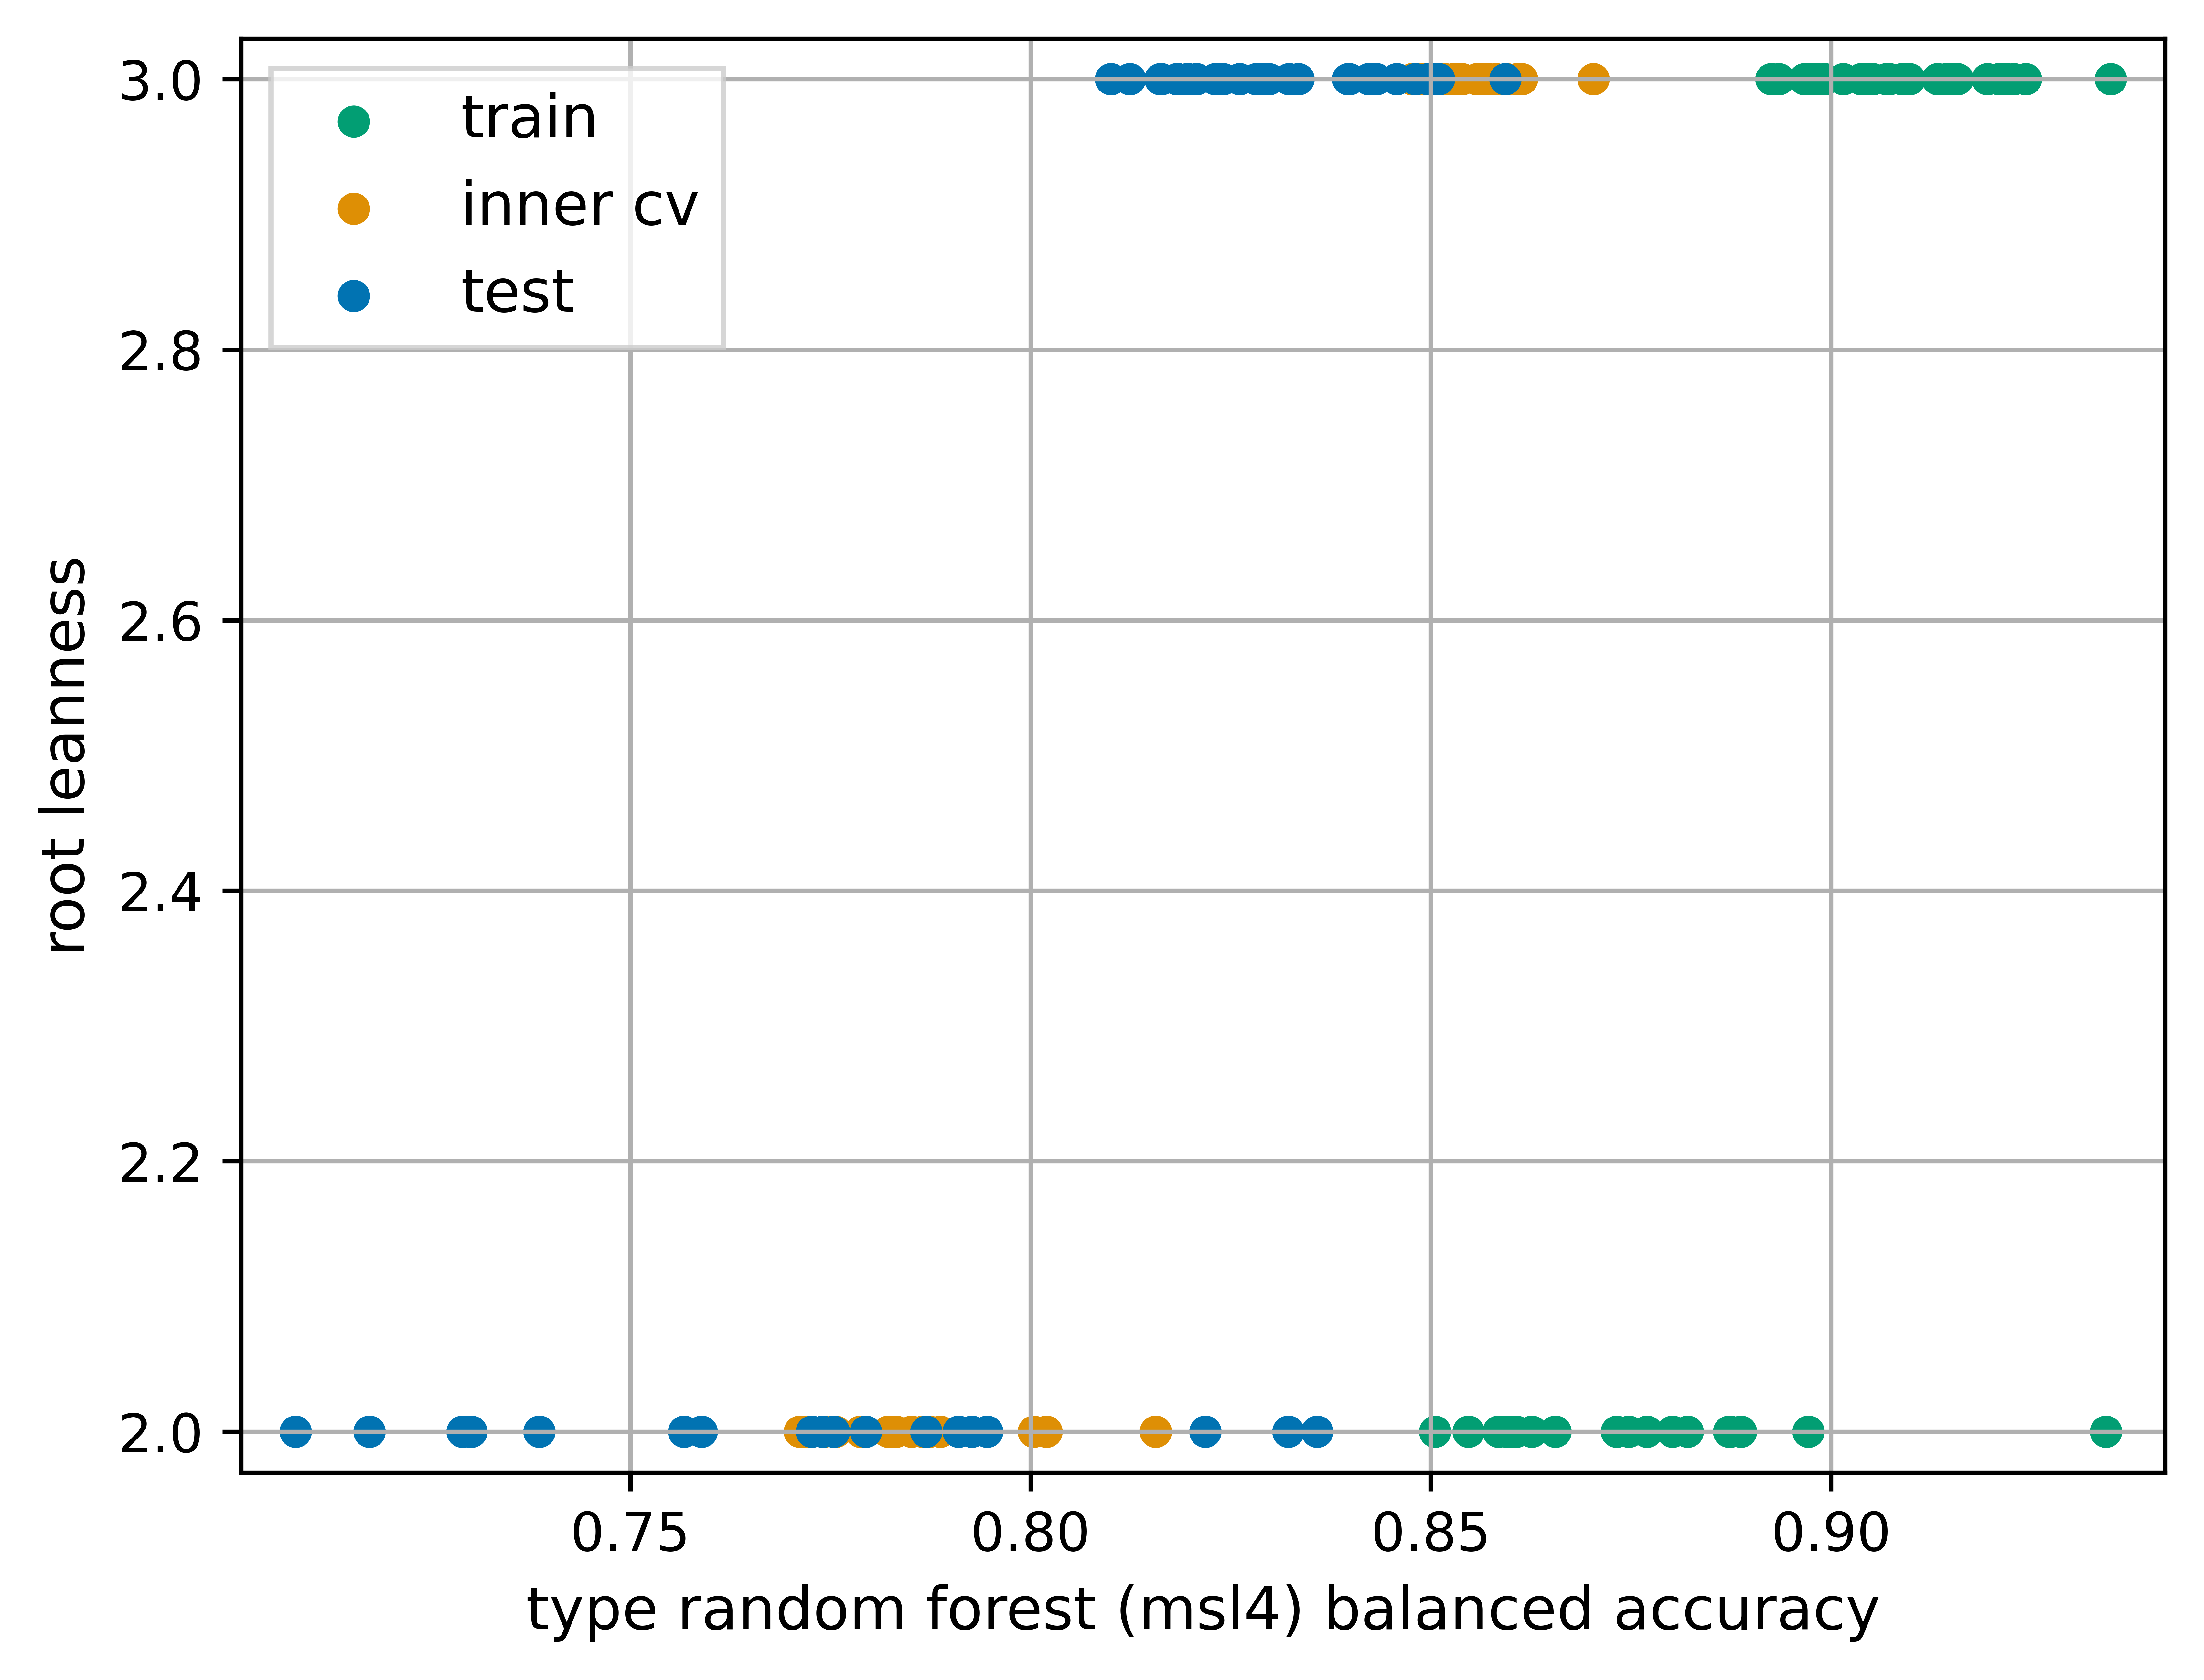 train
inner cv
test
root leanness
3.0
2.8
2.6
2.4
2.2
2.0
0.75 0.80 0.85 0.90
type random forest (msl4) balanced accuracy